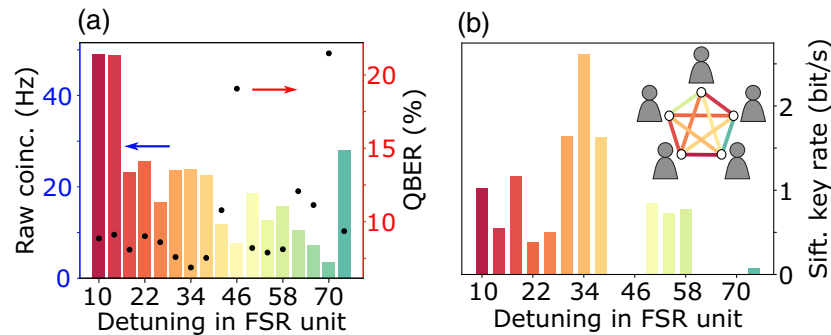 (a)
Raw coinc. (Hz)
40
20
0
20
15
10
QBER (%)
10 22 34 46 58 70
Detuning in FSR unit
(b)
2
1
0
Sift. key rate (bit/s)
10 22 34 46 58 70
Detuning in FSR unit